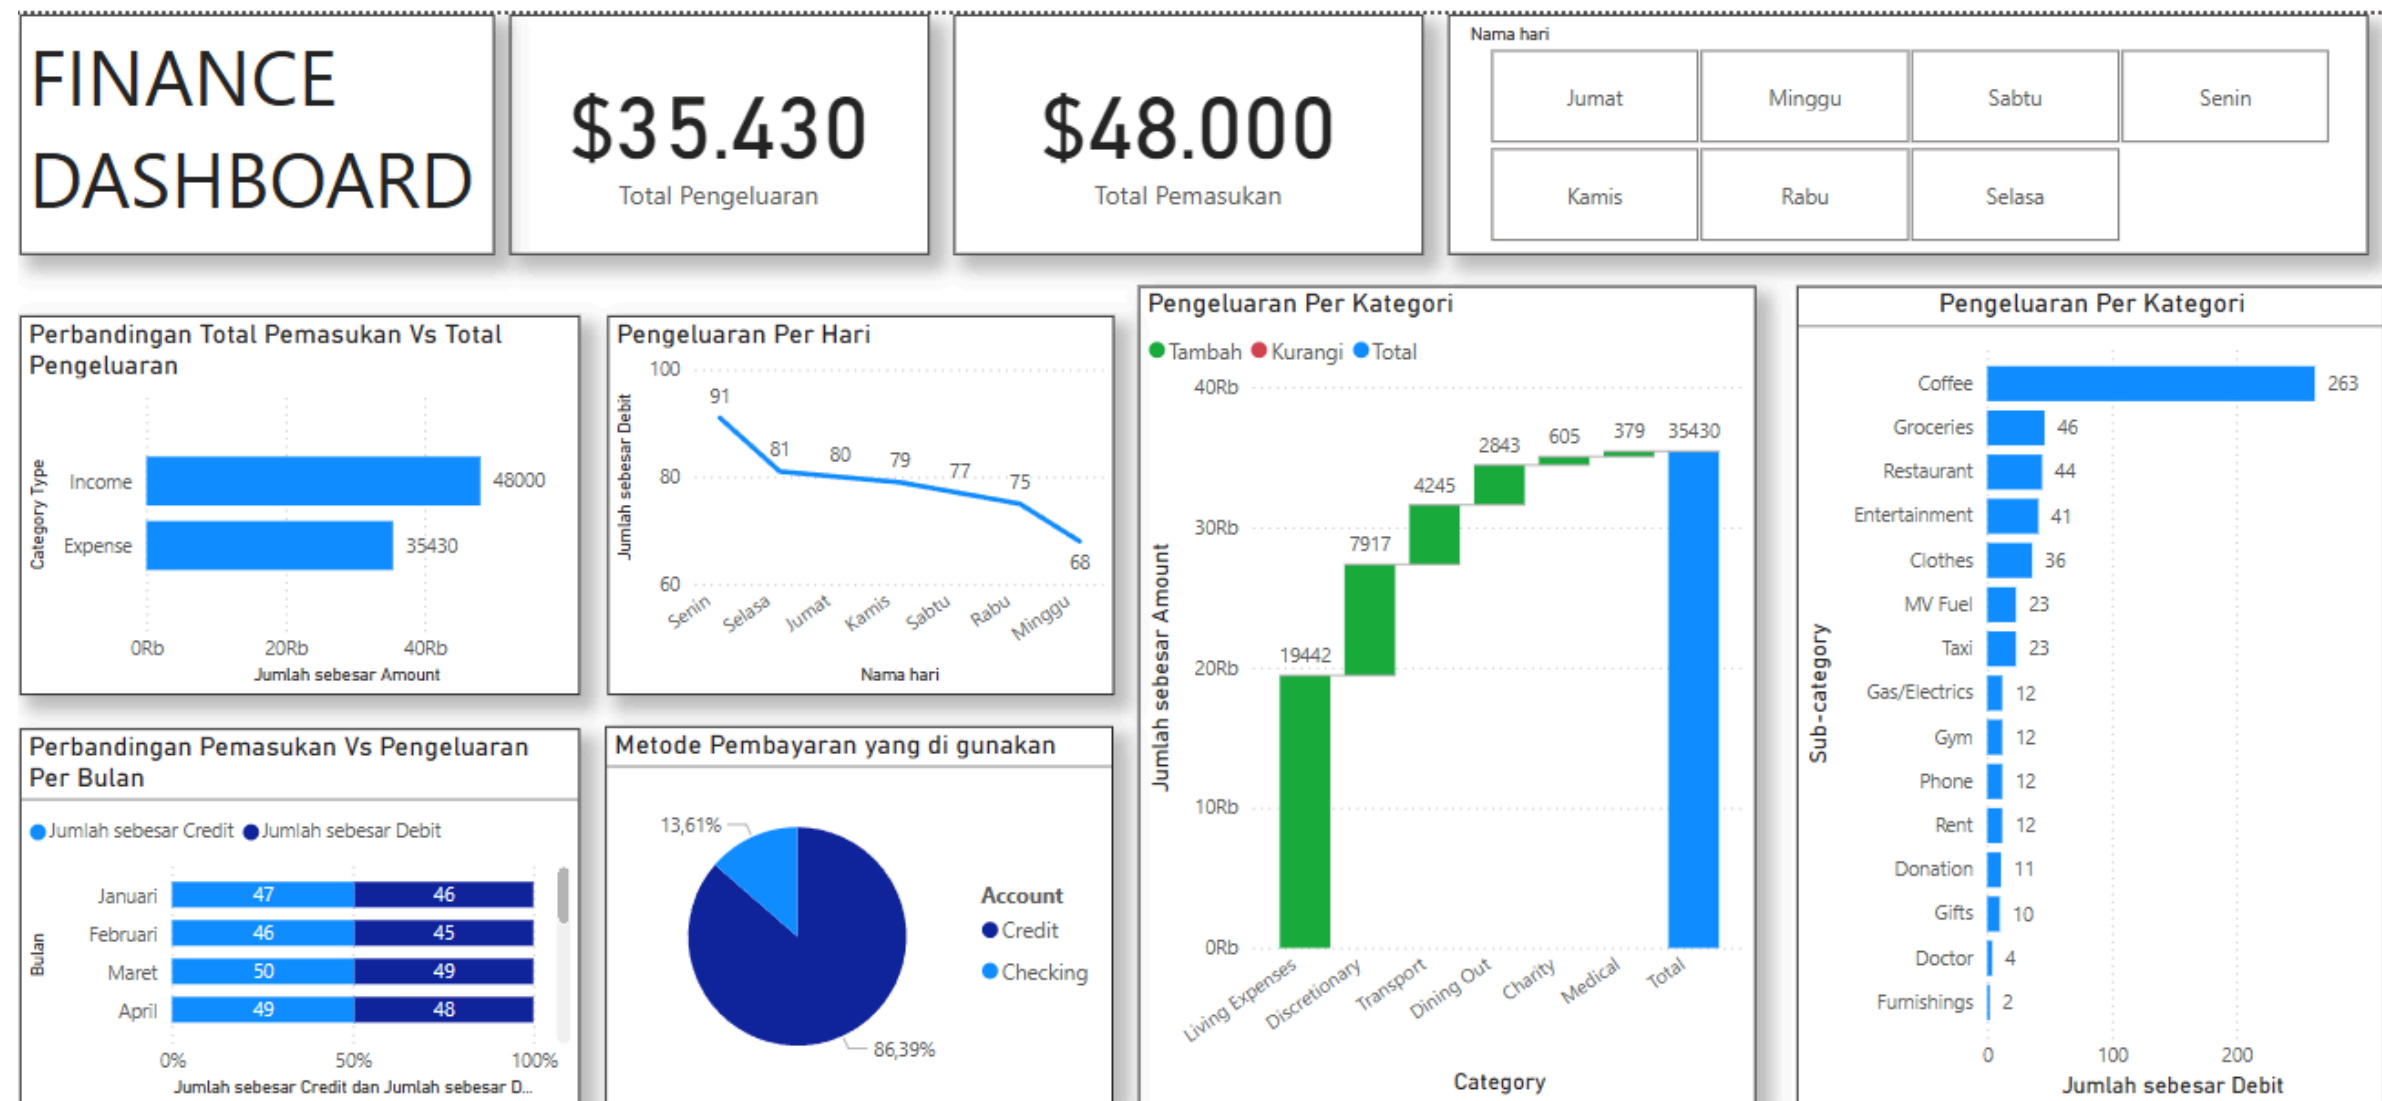 FINANCE
DASHBOARD
$35.430
Total Pengeluaran
$48.000
Total Pemasukan
Nama hari
Jumat
Minggu
Sabtu
Senin
Kamis
Rabu
Selasa
Perbandingan Total Pemasukan Vs Total
Pengeluaran
Category Type
Income
48000
Expense
35430
0Rb
20Rb
40Rb
Jumlah sebesar Amount
Pengeluaran Per Hari
Jumlah sebesar Debit
100
80
60
91
81
80
79
77
75
68
Senin
Selasa
Jumat
Kamis
Sabtu
Rabu
Minggu
Nama hari
Pengeluaran Per Kategori
Tambah
Kurangi
Total
Jumlah sebesar Amount
40Rb
30Rb
20Rb
10Rb
0Rb
19442
7917
4245
2843
605
379
35430
Living Expenses
Discretionary
Transport
Dining Out
Charity
Medical
Total
Category
Pengeluaran Per Kategori
Sub-category
Coffee
263
Groceries
46
Restaurant
44
Entertainment
41
Clothes
36
MV Fuel
23
Taxi
23
Gas/Electrics
12
Gym
12
Phone
12
Rent
12
Donation
11
Gifts
10
Doctor
4
Furnishings
2
0
100
200
Jumlah sebesar Debit
Perbandingan Pemasukan Vs Pengeluaran
Per Bulan
Jumlah sebesar Credit
Jumlah sebesar Debit
Bulan
Januari
47
46
Februari
46
45
Maret
50
49
April
49
48
0%
50%
100%
Jumlah sebesar Credit dan Jumlah sebesar D...
Metode Pembayaran yang di gunakan
13,61%
86,39%
Account
Credit
Checking